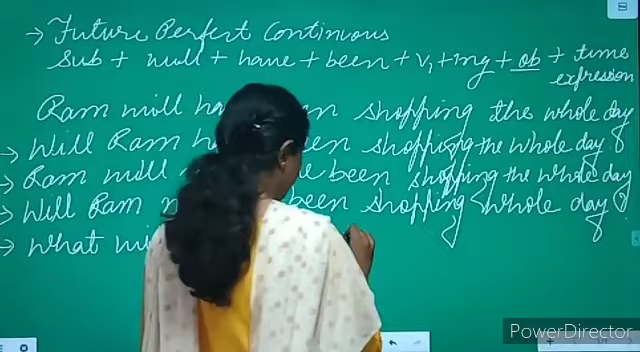 → Future Perfect Continuous
Sub + will + have + been + V₁ + ing + ob + time expression
Ram will ha shopping the whole day
→ Will Ram h een shopping the whole day?
→ Ram will been shopping the whole day
→ Will Ram been shopping whole day?
→ What
PowerDirector